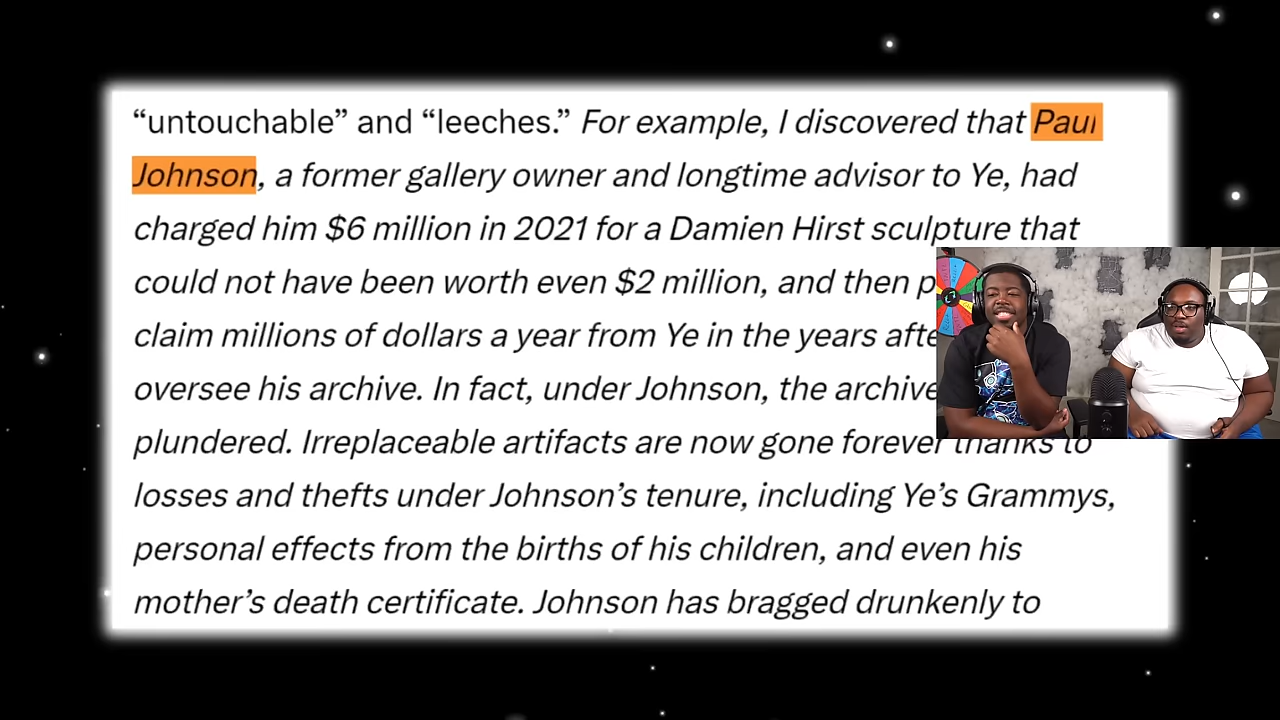 “untouchable” and “leeches.” For example, I discovered that Paul
Johnson, a former gallery owner and longtime advisor to Ye, had
charged him $6 million in 2021 for a Damien Hirst sculpture that
could not have been worth even $2 million, and then
claim millions of dollars a year from Ye in the years
oversee his archive. In fact, under Johnson, the archive
plundered. Irreplaceable artifacts are now gone forever thanks to
losses and thefts under Johnson’s tenure, including Ye’s Grammys,
personal effects from the births of his children, and even his
mother’s death certificate. Johnson has bragged drunkenly to